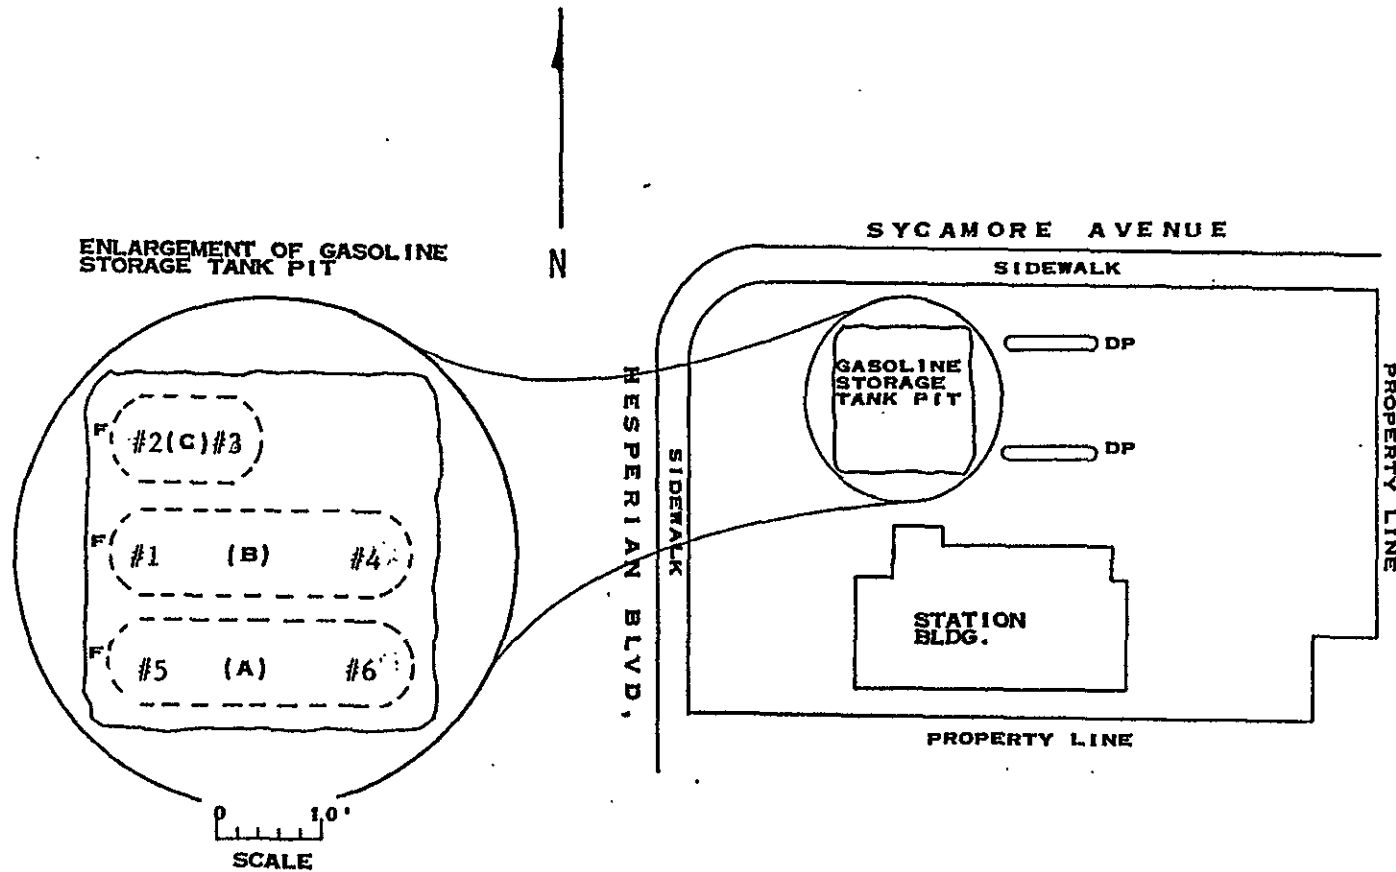 N
ENLARGEMENT OF GASOLINE
STORAGE TANK PIT
F
#2(C)#3
F
#1 (B) #4
F
#5 (A) #6
0 10'
SCALE
SYCAMORE AVENUE
SIDEWALK
HESPERIAN BLVD,
SIDEWALK
GASOLINE
STORAGE
TANK PIT
DP
DP
PROPERTY LINE
STATION
BLDG.
PROPERTY LINE